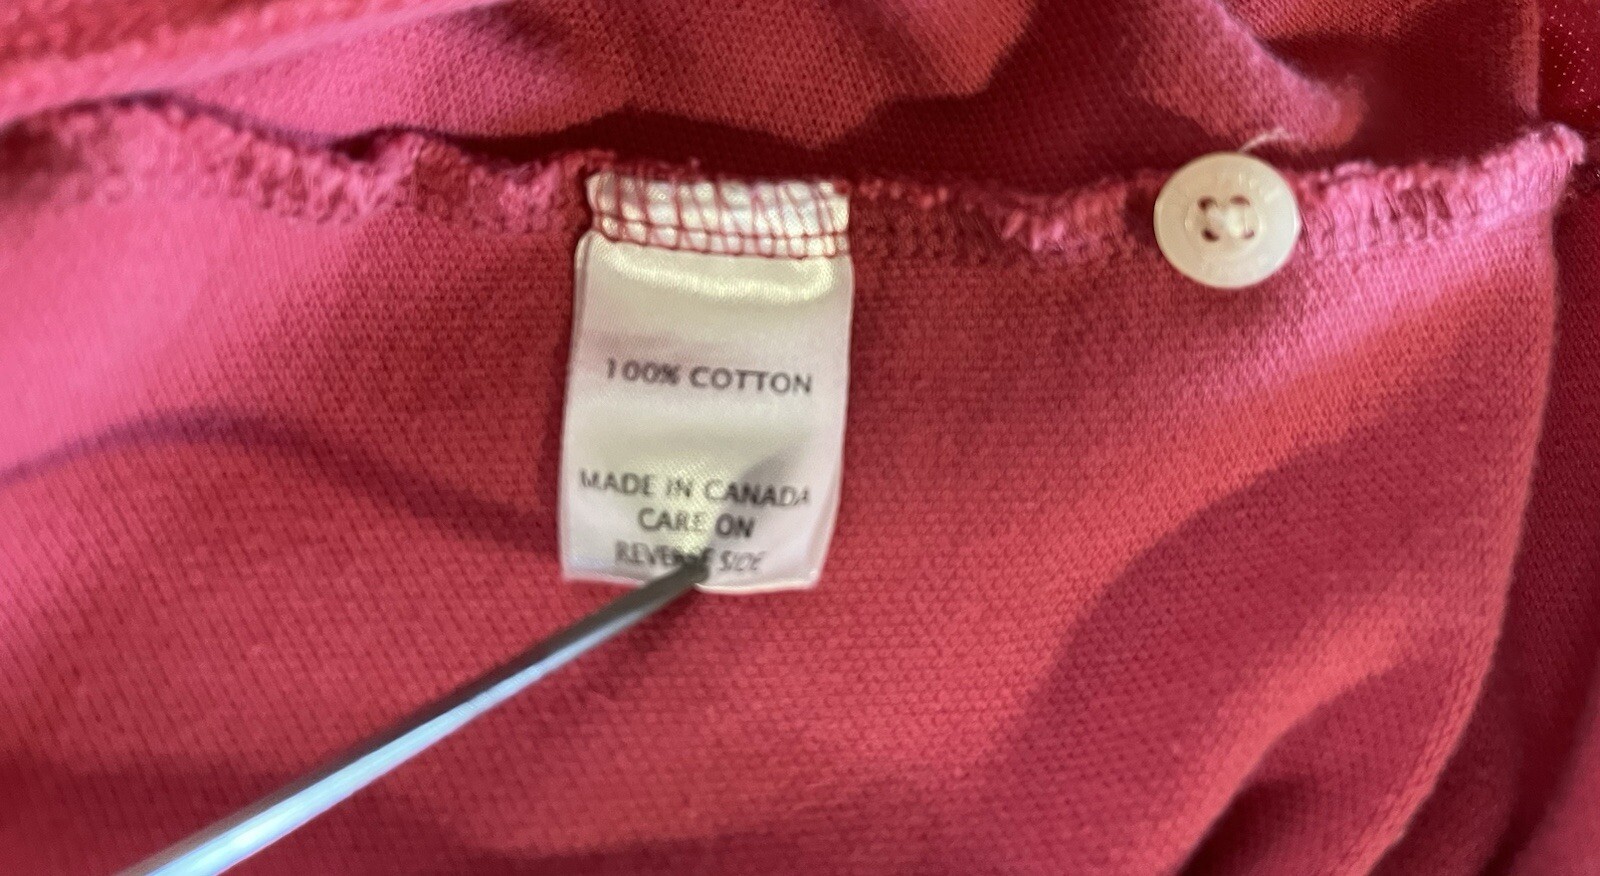 100% COTTON
MADE IN CANADA
CARE ON
REVERSE SIDE